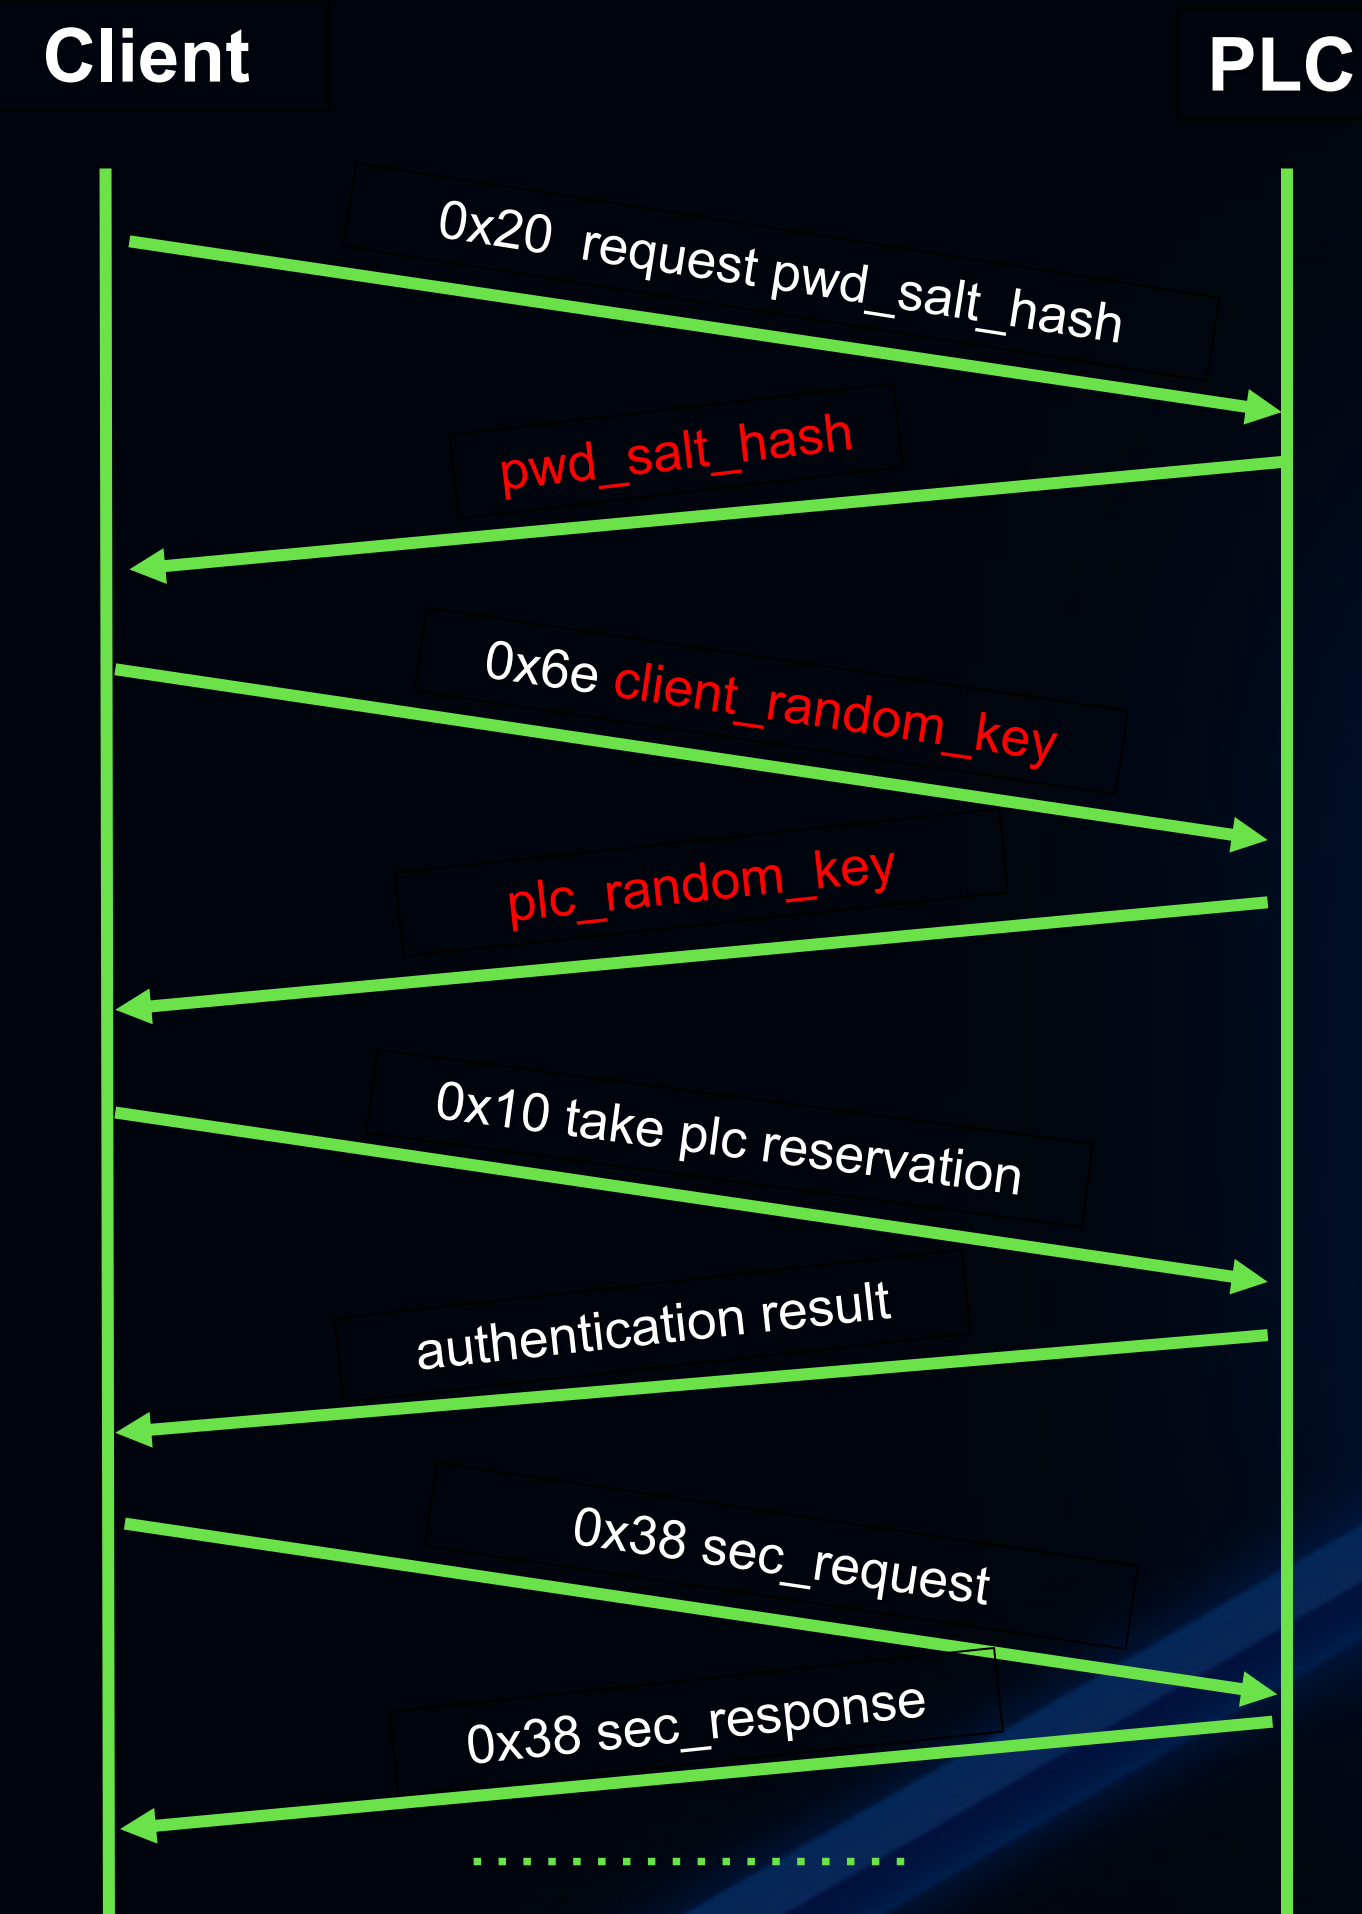 Client
PLC
0x20 request pwd_salt_hash
pwd_salt_hash
0x6e client_random_key
plc_random_key
0x10 take plc reservation
authentication result
0x38 sec_request
0x38 sec_response
..................